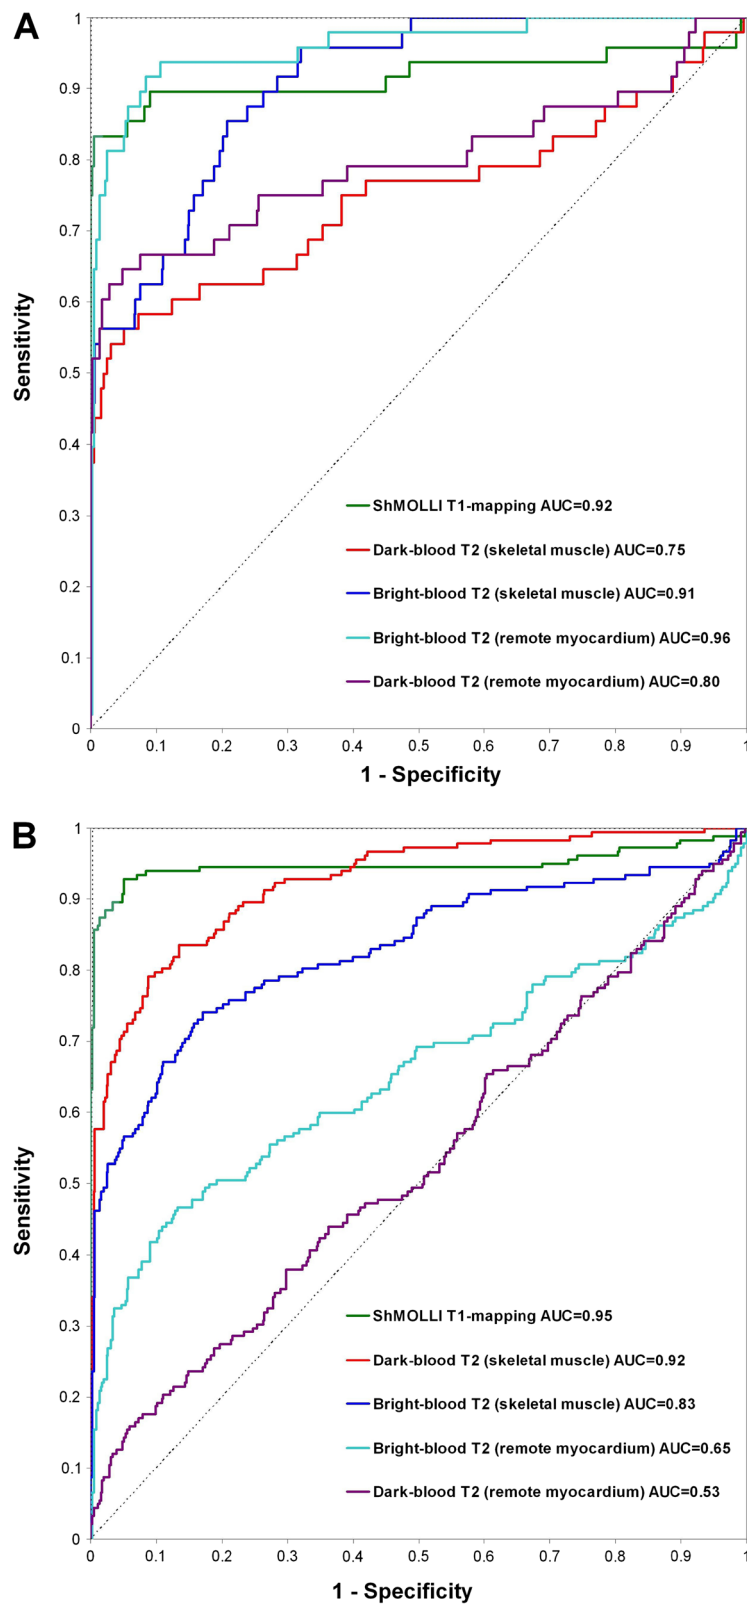 A
1
0.9
0.8
0.7
0.6
0.5
0.4
0.3
0.2
0.1
0
Sensitivity
ShMOLLI T1-mapping AUC=0.92
Dark-blood T2 (skeletal muscle) AUC=0.75
Bright-blood T2 (skeletal muscle) AUC=0.91
Bright-blood T2 (remote myocardium) AUC=0.96
Dark-blood T2 (remote myocardium) AUC=0.80
0 0.1 0.2 0.3 0.4 0.5 0.6 0.7 0.8 0.9 1
1 - Specificity
B
1
0.9
0.8
0.7
0.6
0.5
0.4
0.3
0.2
0.1
0
Sensitivity
ShMOLLI T1-mapping AUC=0.95
Dark-blood T2 (skeletal muscle) AUC=0.92
Bright-blood T2 (skeletal muscle) AUC=0.83
Bright-blood T2 (remote myocardium) AUC=0.65
Dark-blood T2 (remote myocardium) AUC=0.53
0 0.1 0.2 0.3 0.4 0.5 0.6 0.7 0.8 0.9 1
1 - Specificity